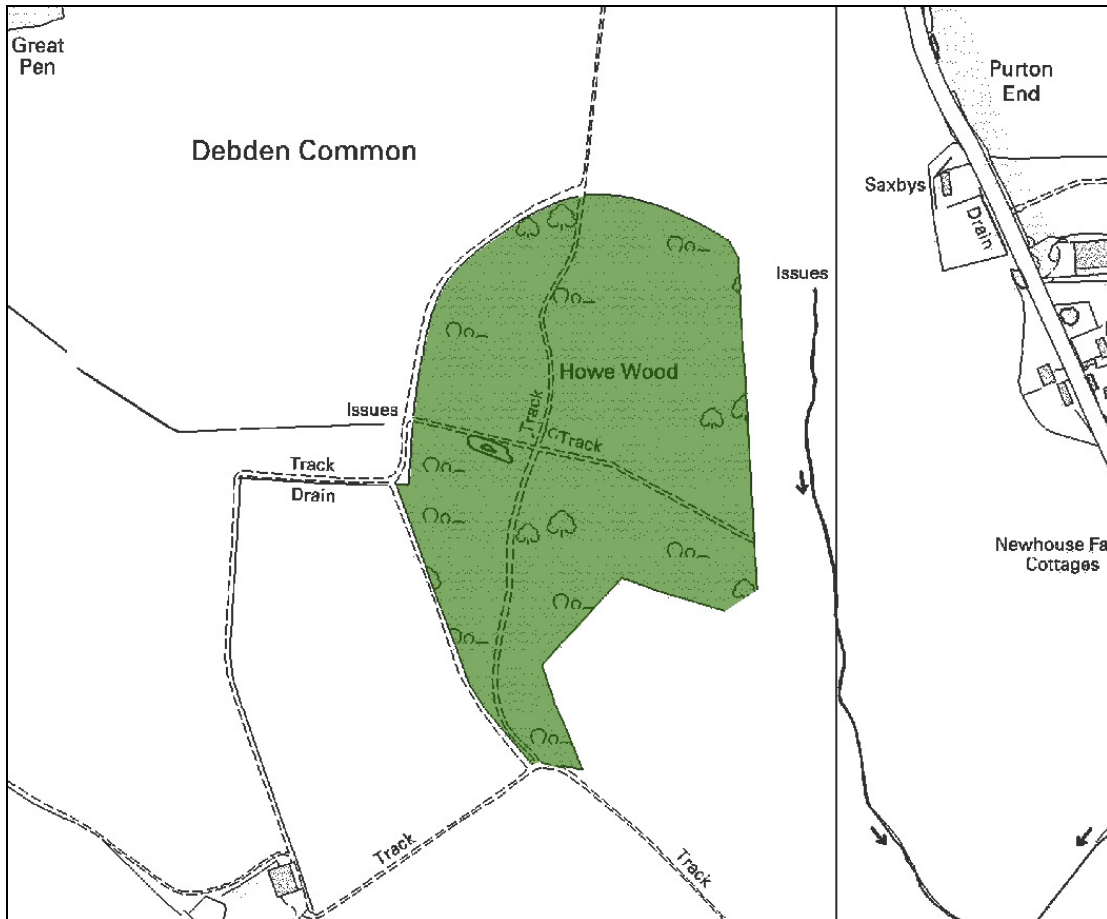 Great
Pen
Purton
End
Debden Common
Saxbys
Drain
Issues
Howe Wood
Issues
Track
Track
Track
Drain
Newhouse Fa
Cottages
Track
Track